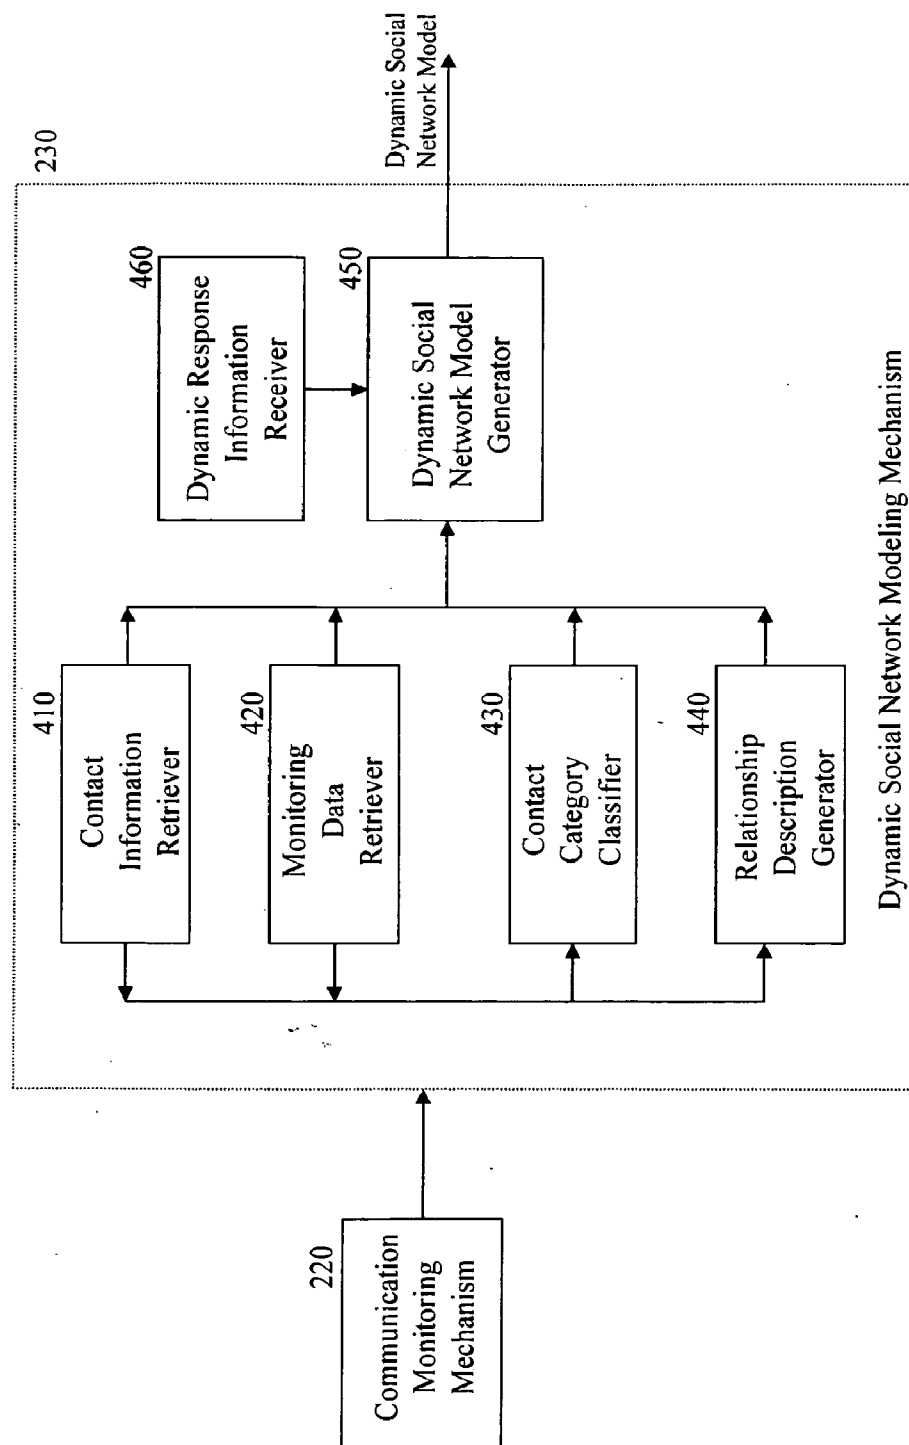 220
Communication
Monitoring
Mechanism
230
410
Contact
Information
Retriever
420
Monitoring
Data
Retriever
430
Contact
Category
Classifier
440
Relationship
Description
Generator
460
Dynamic Response
Information
Receiver
450
Dynamic Social
Network Model
Generator
Dynamic Social
Network Model
Dynamic Social Network Modeling Mechanism